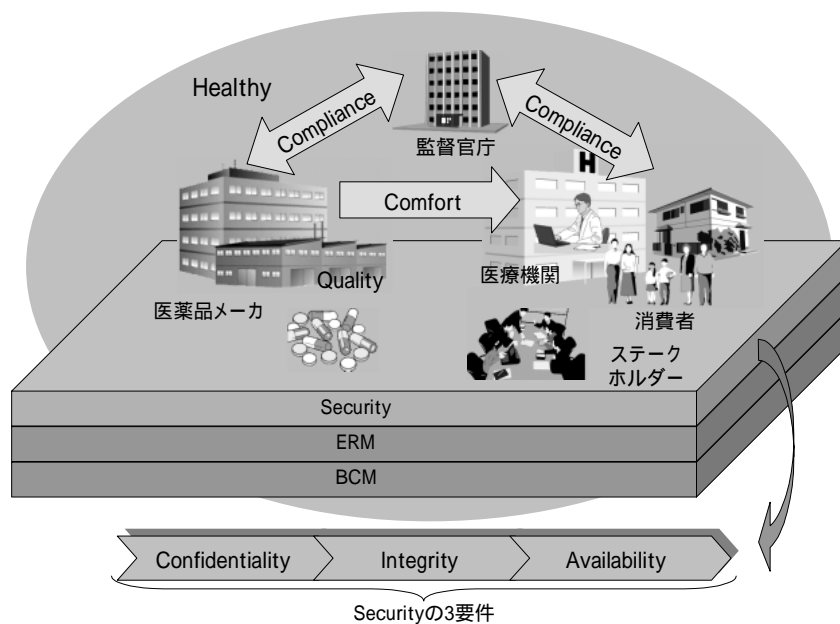 Healthy
Compliance
Compliance
監督官庁
H
Comfort
Quality
医療機関
医薬品メーカ
消費者
ステーク
ホルダー
Security
ERM
BCM
Confidentiality
Integrity
Availability
Securityの3要件